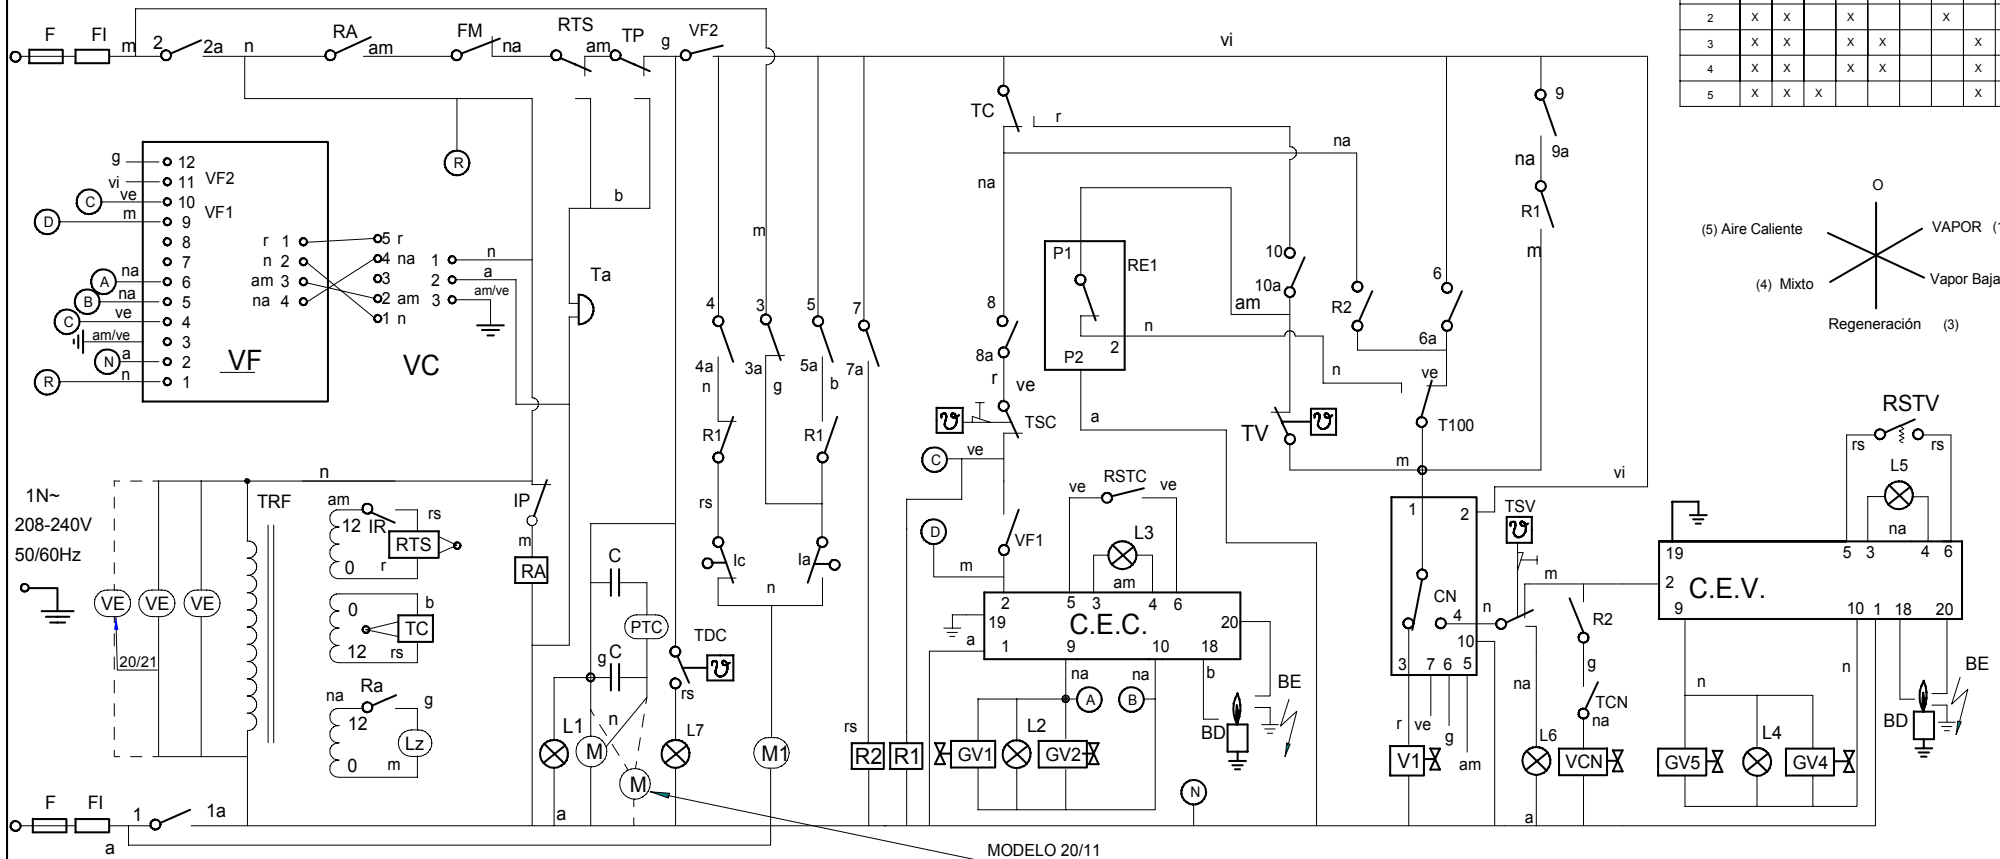 F FI m 2 2a n RA am FM na RTS am TP g VF2 vi
2 X X X X
3 X X X X X
4 X X X X X
5 X X X X
TC r na 9 na 9a R1 m
R
g 12
vi 11 VF2
C ve 10
D m 9 VF1
8
7
A na 6
B na 5
C ve 4
am/ve 3
N a 2
R n 1
VF
r 1
n 2
am 3
na 4
5 r
4 na
3
2 am
1 n
VC
1 n
2 a
3 am/ve
b
Ta
m
na
P1 RE1
P2 2
n
a
10
10a
am
R2
6
6a
O
(5) Aire Caliente
VAPOR (1
(4) Mixto
Vapor Baja
Regeneración (3)
4 3 5 7
4a 3a 5a 7a
n g b
R1 R1
rs
Ic Ia
n
8
8a
r ve
TSC
C ve
D
m
VF1
TV
n ve
T100
m
vi
RSTV
rs rs
L5
na
1N~
208-240V
50/60Hz
n
TRF
VE VE VE
20/21
am
12 IR rs
RTS
0 r
0 b
TC
12 rs
na Ra g
12
Lz
0 m
IP
m
RA
C
PTC
g C
n
L1 M
M
TDC
rs
L7
M1
rs
R2 R1
RSTC
ve ve
L3
am
2 5 3 4 6
C.E.C.
19 20
1 9 10 18
a
na na b
A B
GV1 L2 GV2
BD BE
N
1 2
CN
4
10
3 7 6 5
r ve g am
V1
TSV
n m
na
L6
R2
g
TCN
na
VCN
19 5 3 4 6
2 C.E.V.
9 10 1 18 20
n n
GV5 L4 GV4
BD BE
F FI 1 1a
a
a
a
MODELO 20/11